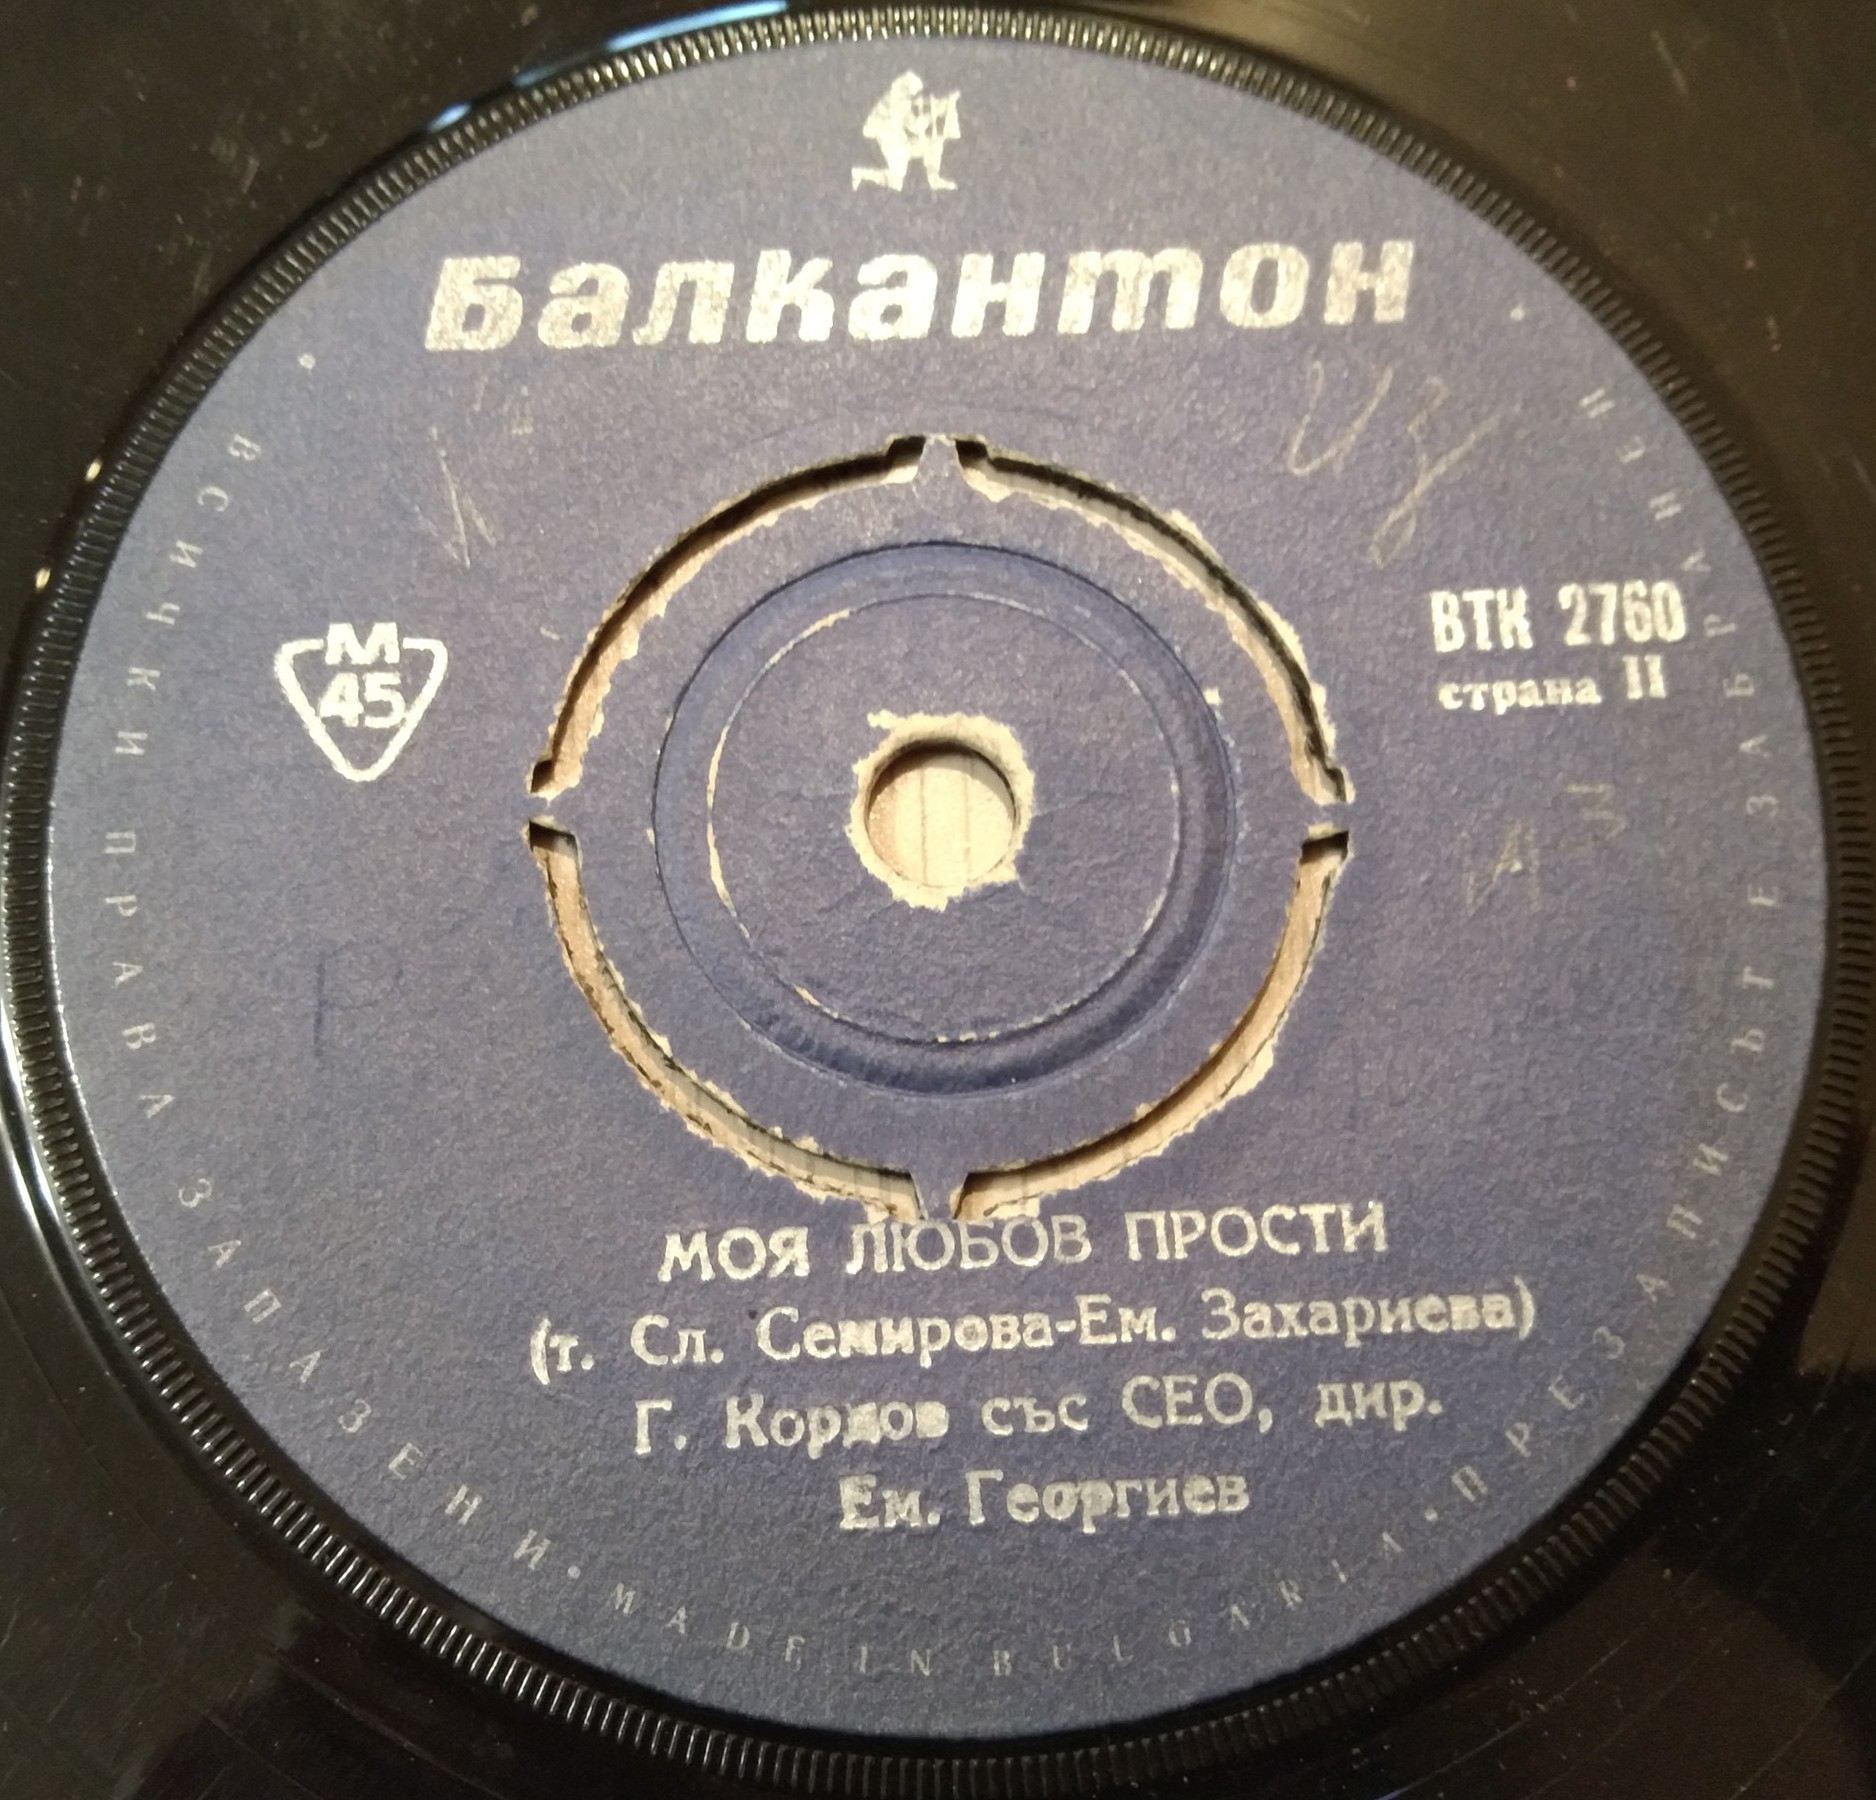 Балкантон
М
45
ВТК 2760
страна II
МОЯ ЛЮБОВ ПРОСТИ
(т. Сл. Семирова-Ем. Захариева)
Г. Кордов със СЕО, дир.
Ем. Георгиев
ВСИЧКИ ПРАВА ЗАПАЗЕНИ • MADE IN BULGARIA • ПРЕЗАПИСЪТ Е ЗАБРАНЕН •